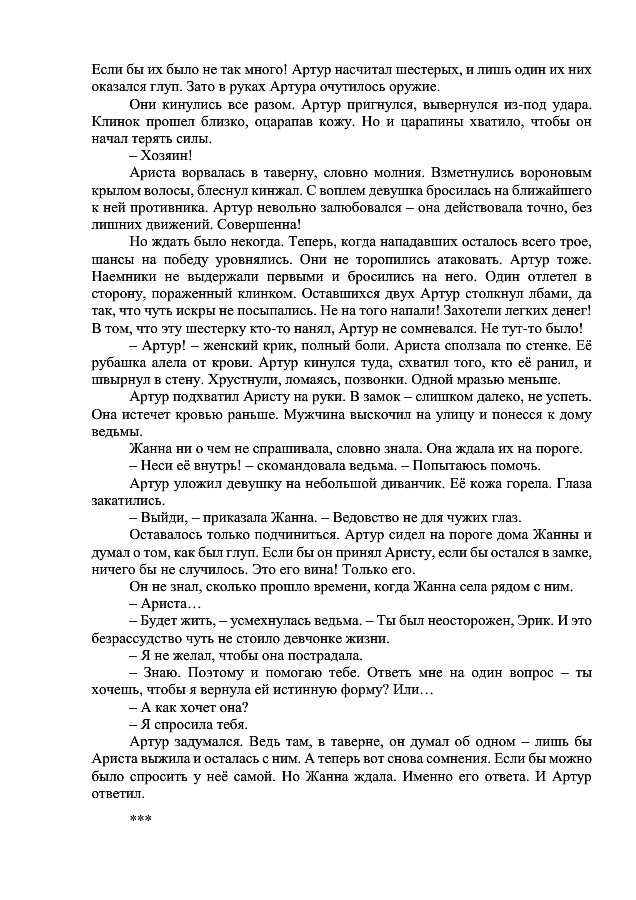 Если бы их было не так много! Артур насчитал шестерых, и лишь один их них
оказался глуп. Зато в руках Артура очутилось оружие.
Они кинулись все разом. Артур пригнулся, вывернулся из-под удара.
Клинок прошел близко, оцарапав кожу. Но и царапины хватило, чтобы он
начал терять силы.
– Хозяин!
Ариста ворвалась в таверну, словно молния. Взметнулись вороновым
крылом волосы, блеснул кинжал. С воплем девушка бросилась на ближайшего
к ней противника. Артур невольно залюбовался – она действовала точно, без
лишних движений. Совершенна!
Но ждать было некогда. Теперь, когда нападавших осталось всего трое,
шансы на победу уровнялись. Они не торопились атаковать. Артур тоже.
Наемники не выдержали первыми и бросились на него. Один отлетел в
сторону, пораженный клинком. Оставшихся двух Артур столкнул лбами, да
так, что чуть искры не посыпались. Не на того напали! Захотели легких денег!
В том, что эту шестерку кто-то нанял, Артур не сомневался. Не тут-то было!
– Артур! – женский крик, полный боли. Ариста сползала по стенке. Её
рубашка алела от крови. Артур кинулся туда, схватил того, кто её ранил, и
швырнул в стену. Хрустнули, ломаясь, позвонки. Одной мразью меньше.
Артур подхватил Аристу на руки. В замок – слишком далеко, не успеть.
Она истечет кровью раньше. Мужчина выскочил на улицу и понесся к дому
ведьмы.
Жанна ни о чем не спрашивала, словно знала. Она ждала их на пороге.
– Неси её внутрь! – скомандовала ведьма. – Попытаюсь помочь.
Артур уложил девушку на небольшой диванчик. Её кожа горела. Глаза
закатились.
– Выйди, – приказала Жанна. – Ведовство не для чужих глаз.
Оставалось только подчиниться. Артур сидел на пороге дома Жанны и
думал о том, как был глуп. Если бы он принял Аристу, если бы остался в замке,
ничего бы не случилось. Это его вина! Только его.
Он не знал, сколько прошло времени, когда Жанна села рядом с ним.
– Ариста…
– Будет жить, – усмехнулась ведьма. – Ты был неосторожен, Эрик. И это
безрассудство чуть не стоило девчонке жизни.
– Я не желал, чтобы она пострадала.
– Знаю. Поэтому и помогаю тебе. Ответь мне на один вопрос – ты
хочешь, чтобы я вернула ей истинную форму? Или…
– А как хочет она?
– Я спросила тебя.
Артур задумался. Ведь там, в таверне, он думал об одном – лишь бы
Ариста выжила и осталась с ним. А теперь вот снова сомнения. Если бы можно
было спросить у неё самой. Но Жанна ждала. Именно его ответа. И Артур
ответил.
***